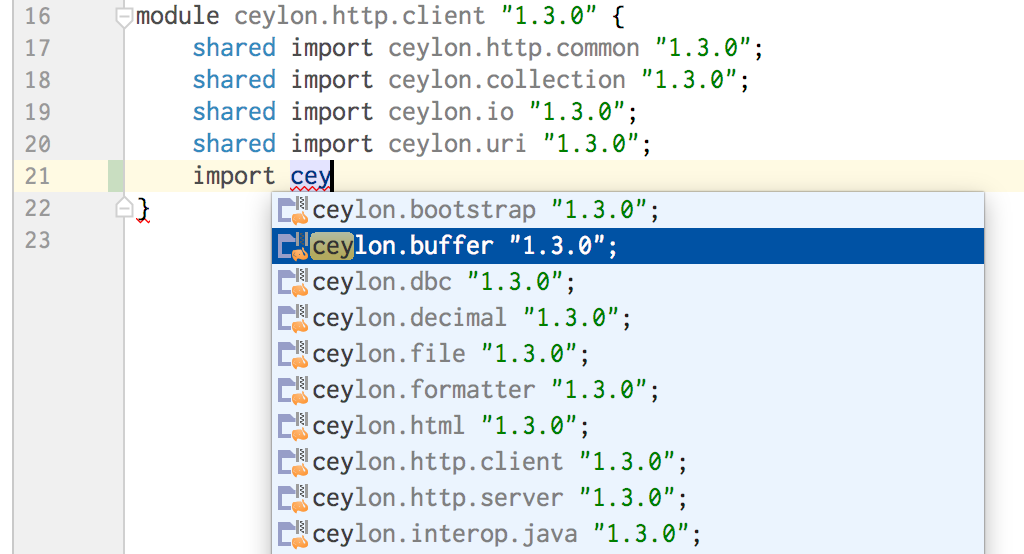 16 module ceylon.http.client "1.3.0" {
17 shared import ceylon.http.common "1.3.0";
18 shared import ceylon.collection "1.3.0";
19 shared import ceylon.io "1.3.0";
20 shared import ceylon.uri "1.3.0";
21 import cey
22 }
23
ceylon.bootstrap "1.3.0";
ceylon.buffer "1.3.0";
ceylon.dbc "1.3.0";
ceylon.decimal "1.3.0";
ceylon.file "1.3.0";
ceylon.formatter "1.3.0";
ceylon.html "1.3.0";
ceylon.http.client "1.3.0";
ceylon.http.server "1.3.0";
ceylon.interop.java "1.3.0";